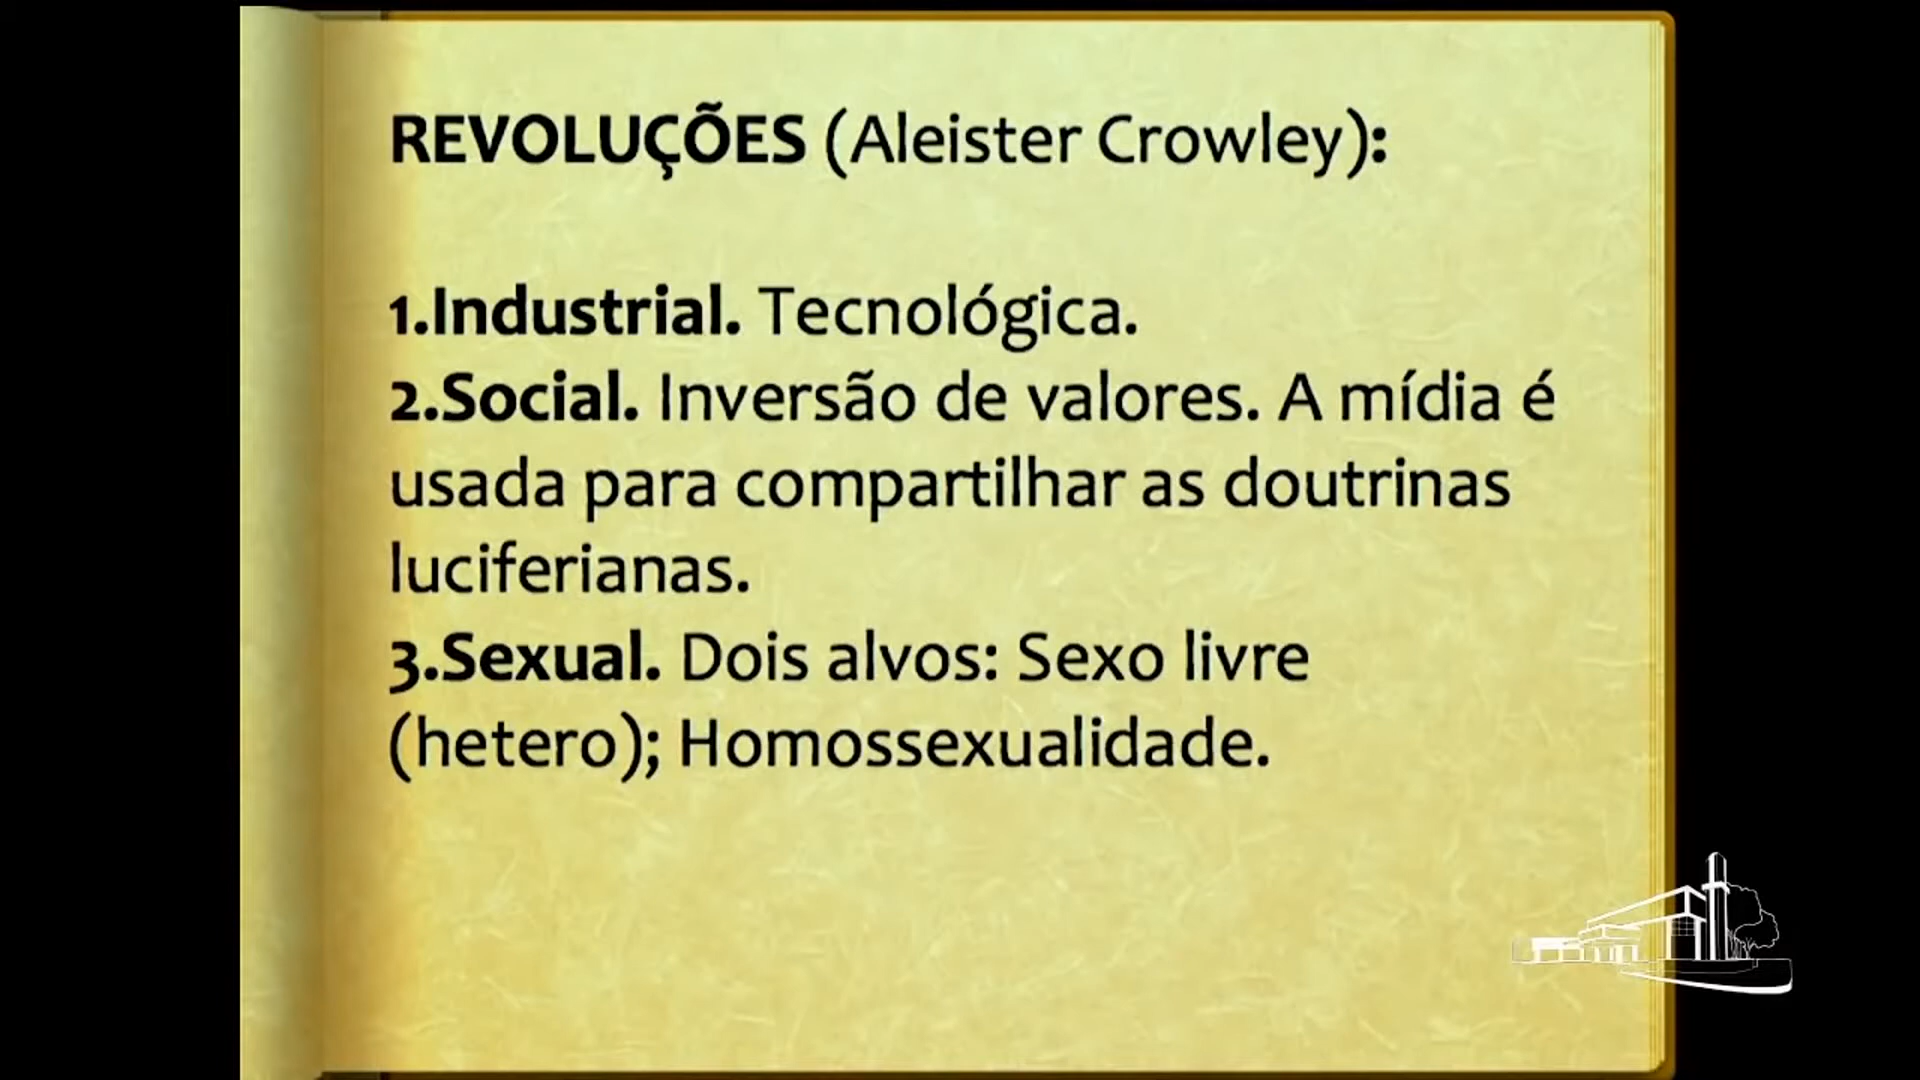 REVOLUÇÕES (Aleister Crowley):
1.Industrial. Tecnológica.
2.Social. Inversão de valores. A mídia é
usada para compartilhar as doutrinas
luciferianas.
3.Sexual. Dois alvos: Sexo livre
(hetero); Homossexualidade.